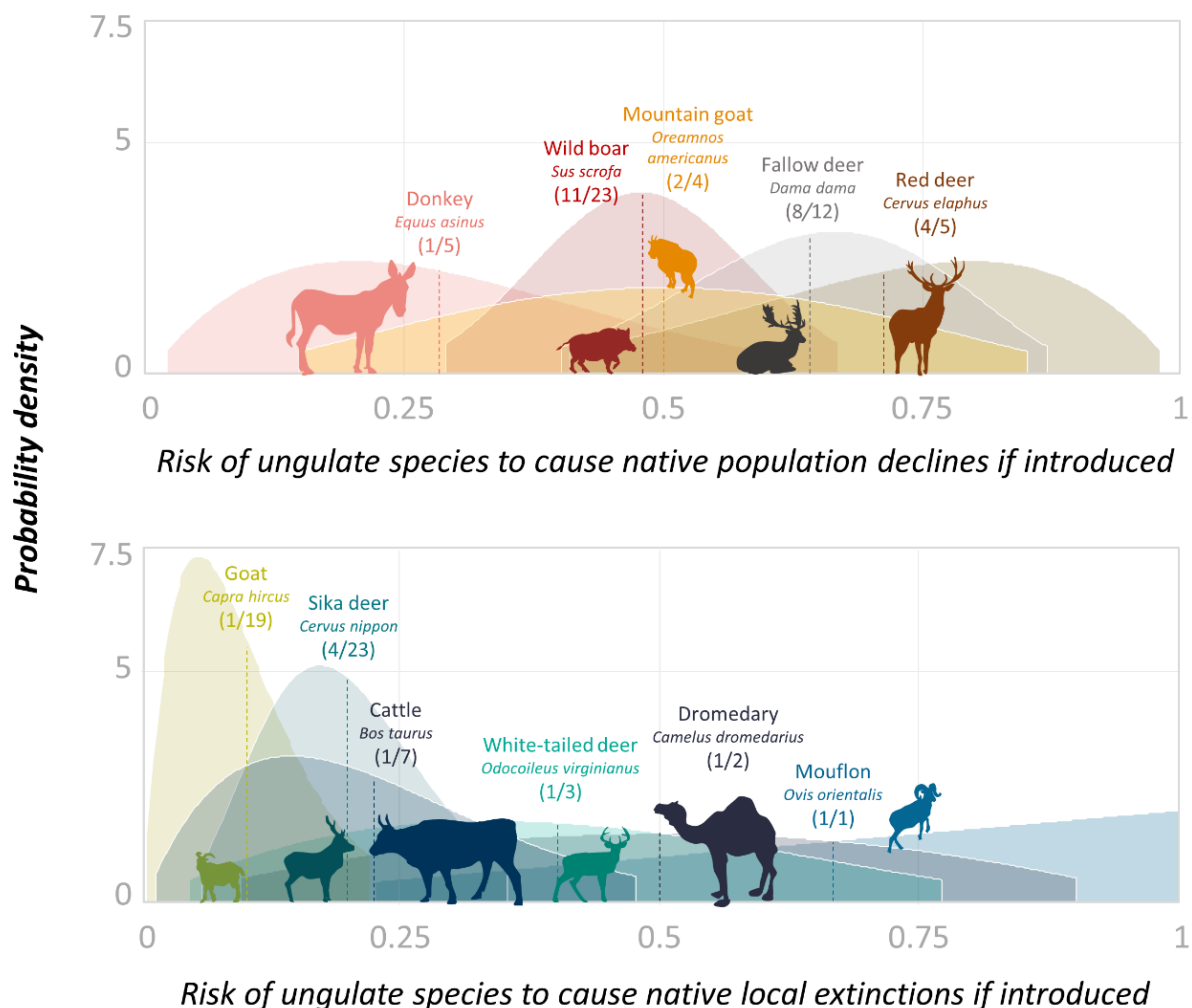 Probability density
7.5
5
0
Mountain goat
Oreamnos
americanus
(2/4)
Wild boar
Sus scrofa
(11/23)
Fallow deer
Dama dama
(8/12)
Red deer
Cervus elaphus
(4/5)
Donkey
Equus asinus
(1/5)
0 0.25 0.5 0.75 1
Risk of ungulate species to cause native population declines if introduced
7.5
5
0
Goat
Capra hircus
(1/19)
Sika deer
Cervus nippon
(4/23)
Cattle
Bos taurus
(1/7)
White-tailed deer
Odocoileus virginianus
(1/3)
Dromedary
Camelus dromedarius
(1/2)
Mouflon
Ovis orientalis
(1/1)
0 0.25 0.5 0.75 1
Risk of ungulate species to cause native local extinctions if introduced